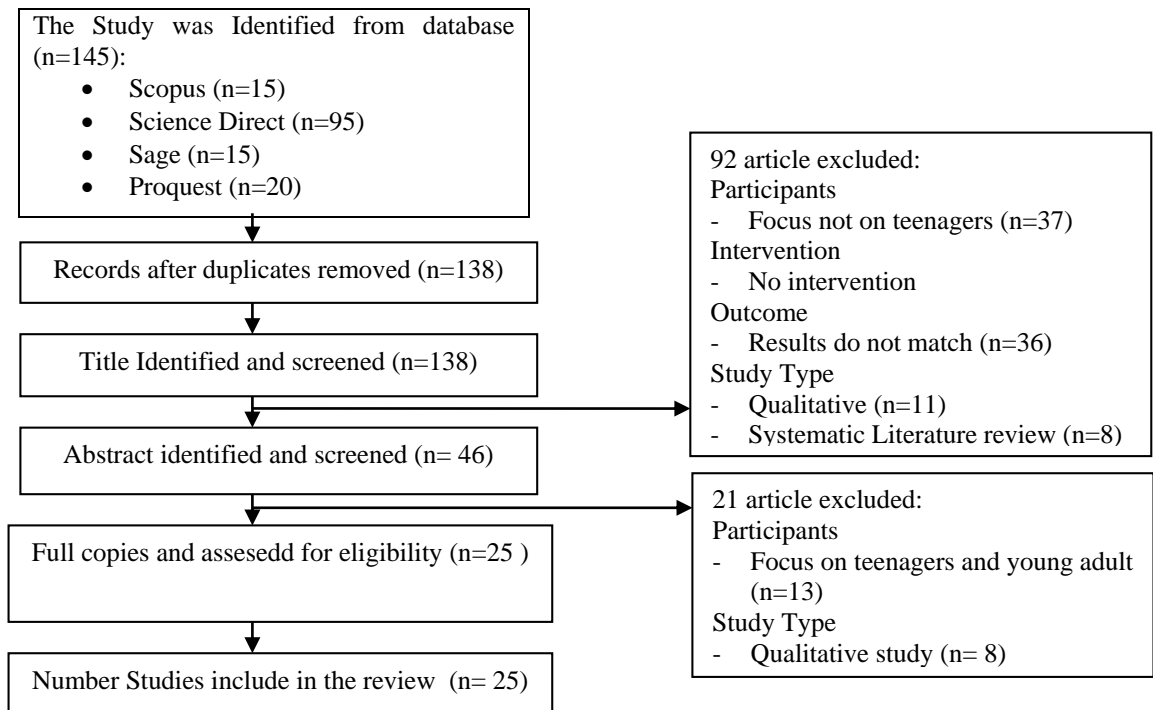 The Study was Identified from database
(n=145):
• Scopus (n=15)
• Science Direct (n=95)
• Sage (n=15)
• Proquest (n=20)
Records after duplicates removed (n=138)
Title Identified and screened (n=138)
92 article excluded:
Participants
- Focus not on teenagers (n=37)
Intervention
- No intervention
Outcome
- Results do not match (n=36)
Study Type
- Qualitative (n=11)
- Systematic Literature review (n=8)
Abstract identified and screened (n= 46)
21 article excluded:
Participants
- Focus on teenagers and young adult
(n=13)
Study Type
- Qualitative study (n= 8)
Full copies and assesedd for eligibility (n=25 )
Number Studies include in the review (n= 25)